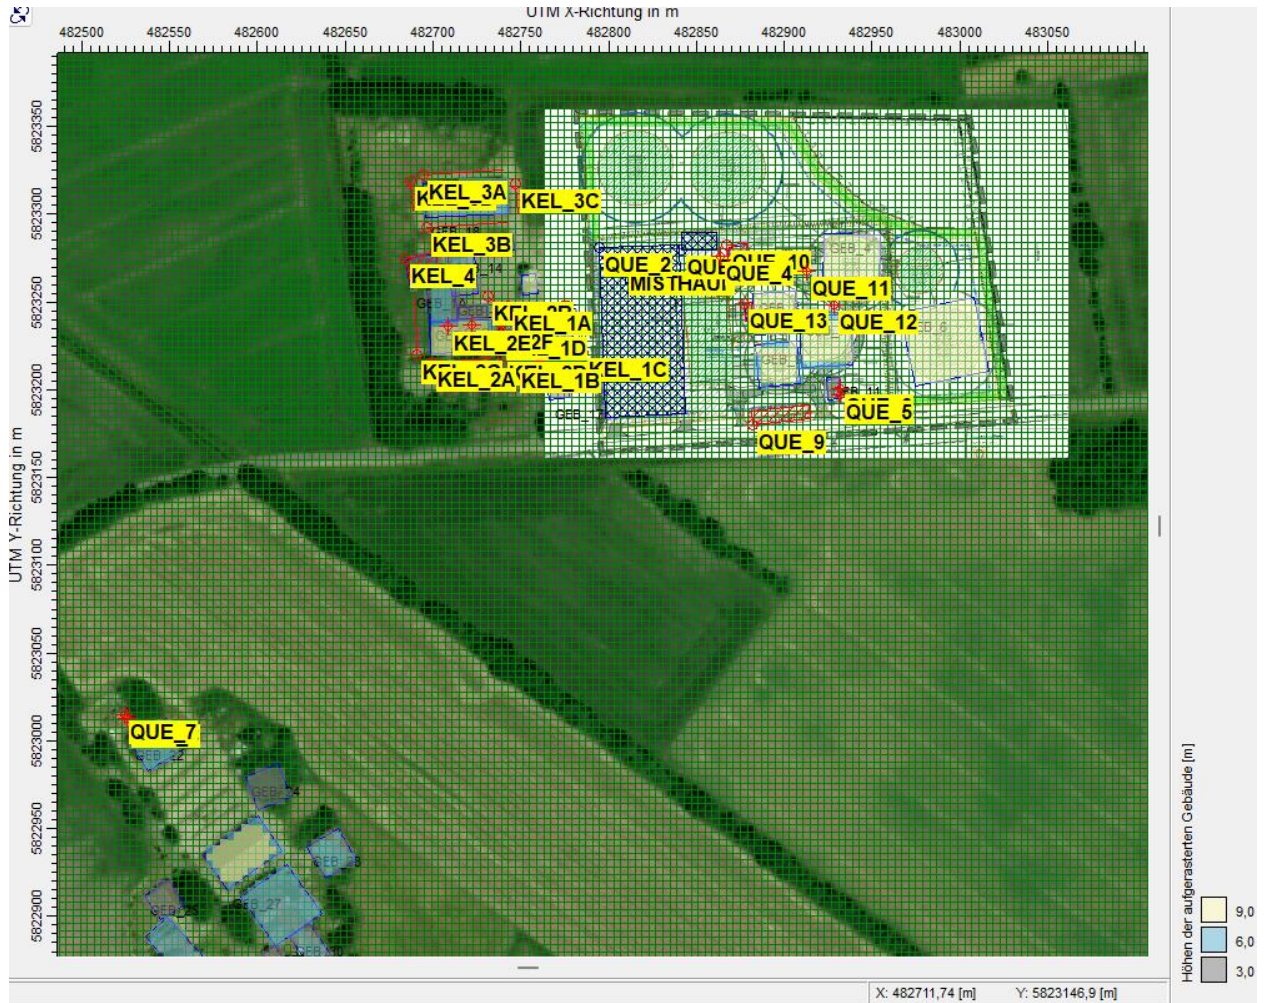 UTM X-Richtung in m
482500 482550 482600 482650 482700 482750 482800 482850 482900 482950 483000 483050
UTM Y-Richtung in m
5823350
5823300
5823250
5823200
5823150
5823100
5823050
5823000
5822950
5822900
KEL_3A
KEL_3C
KEL_3B
KEL_4
QUE_2
QUE_10
QUE_4
QUE_11
QUE_13
QUE_12
KEL_1A
KEL_2E
KEL_1C
KEL_2A
KEL_1B
QUE_5
QUE_9
QUE_7
GEB_27
Höhen der aufgerasterten Gebäude [m]
9,0
6,0
3,0
X: 482711,74 [m] Y: 5823146,9 [m]